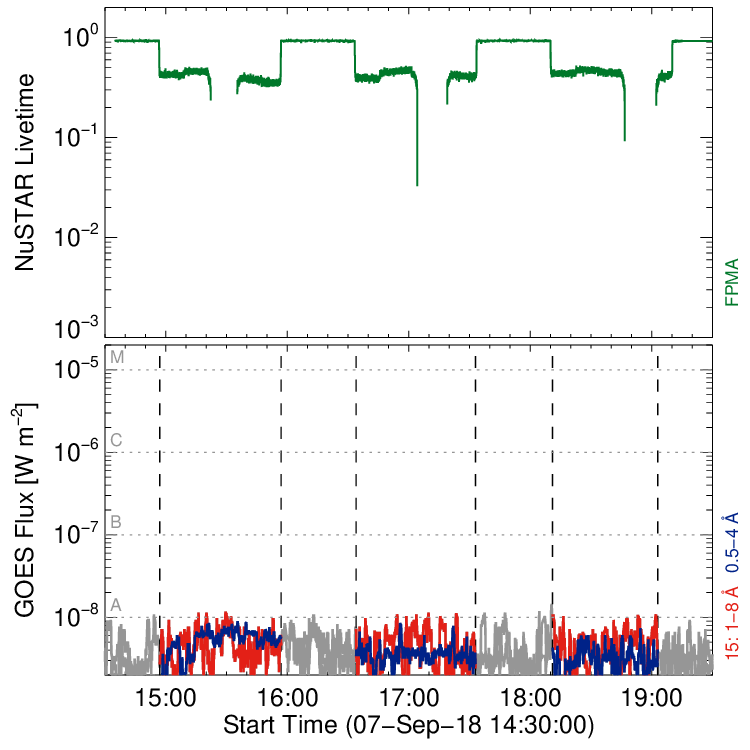 NuSTAR Livetime
10⁰
10⁻¹
10⁻²
10⁻³
FPMA
GOES Flux [W m⁻²]
10⁻⁵
10⁻⁶
10⁻⁷
10⁻⁸
M
C
B
A
15: 1−8 Å 0.5−4 Å
15:00 16:00 17:00 18:00 19:00
Start Time (07−Sep−18 14:30:00)